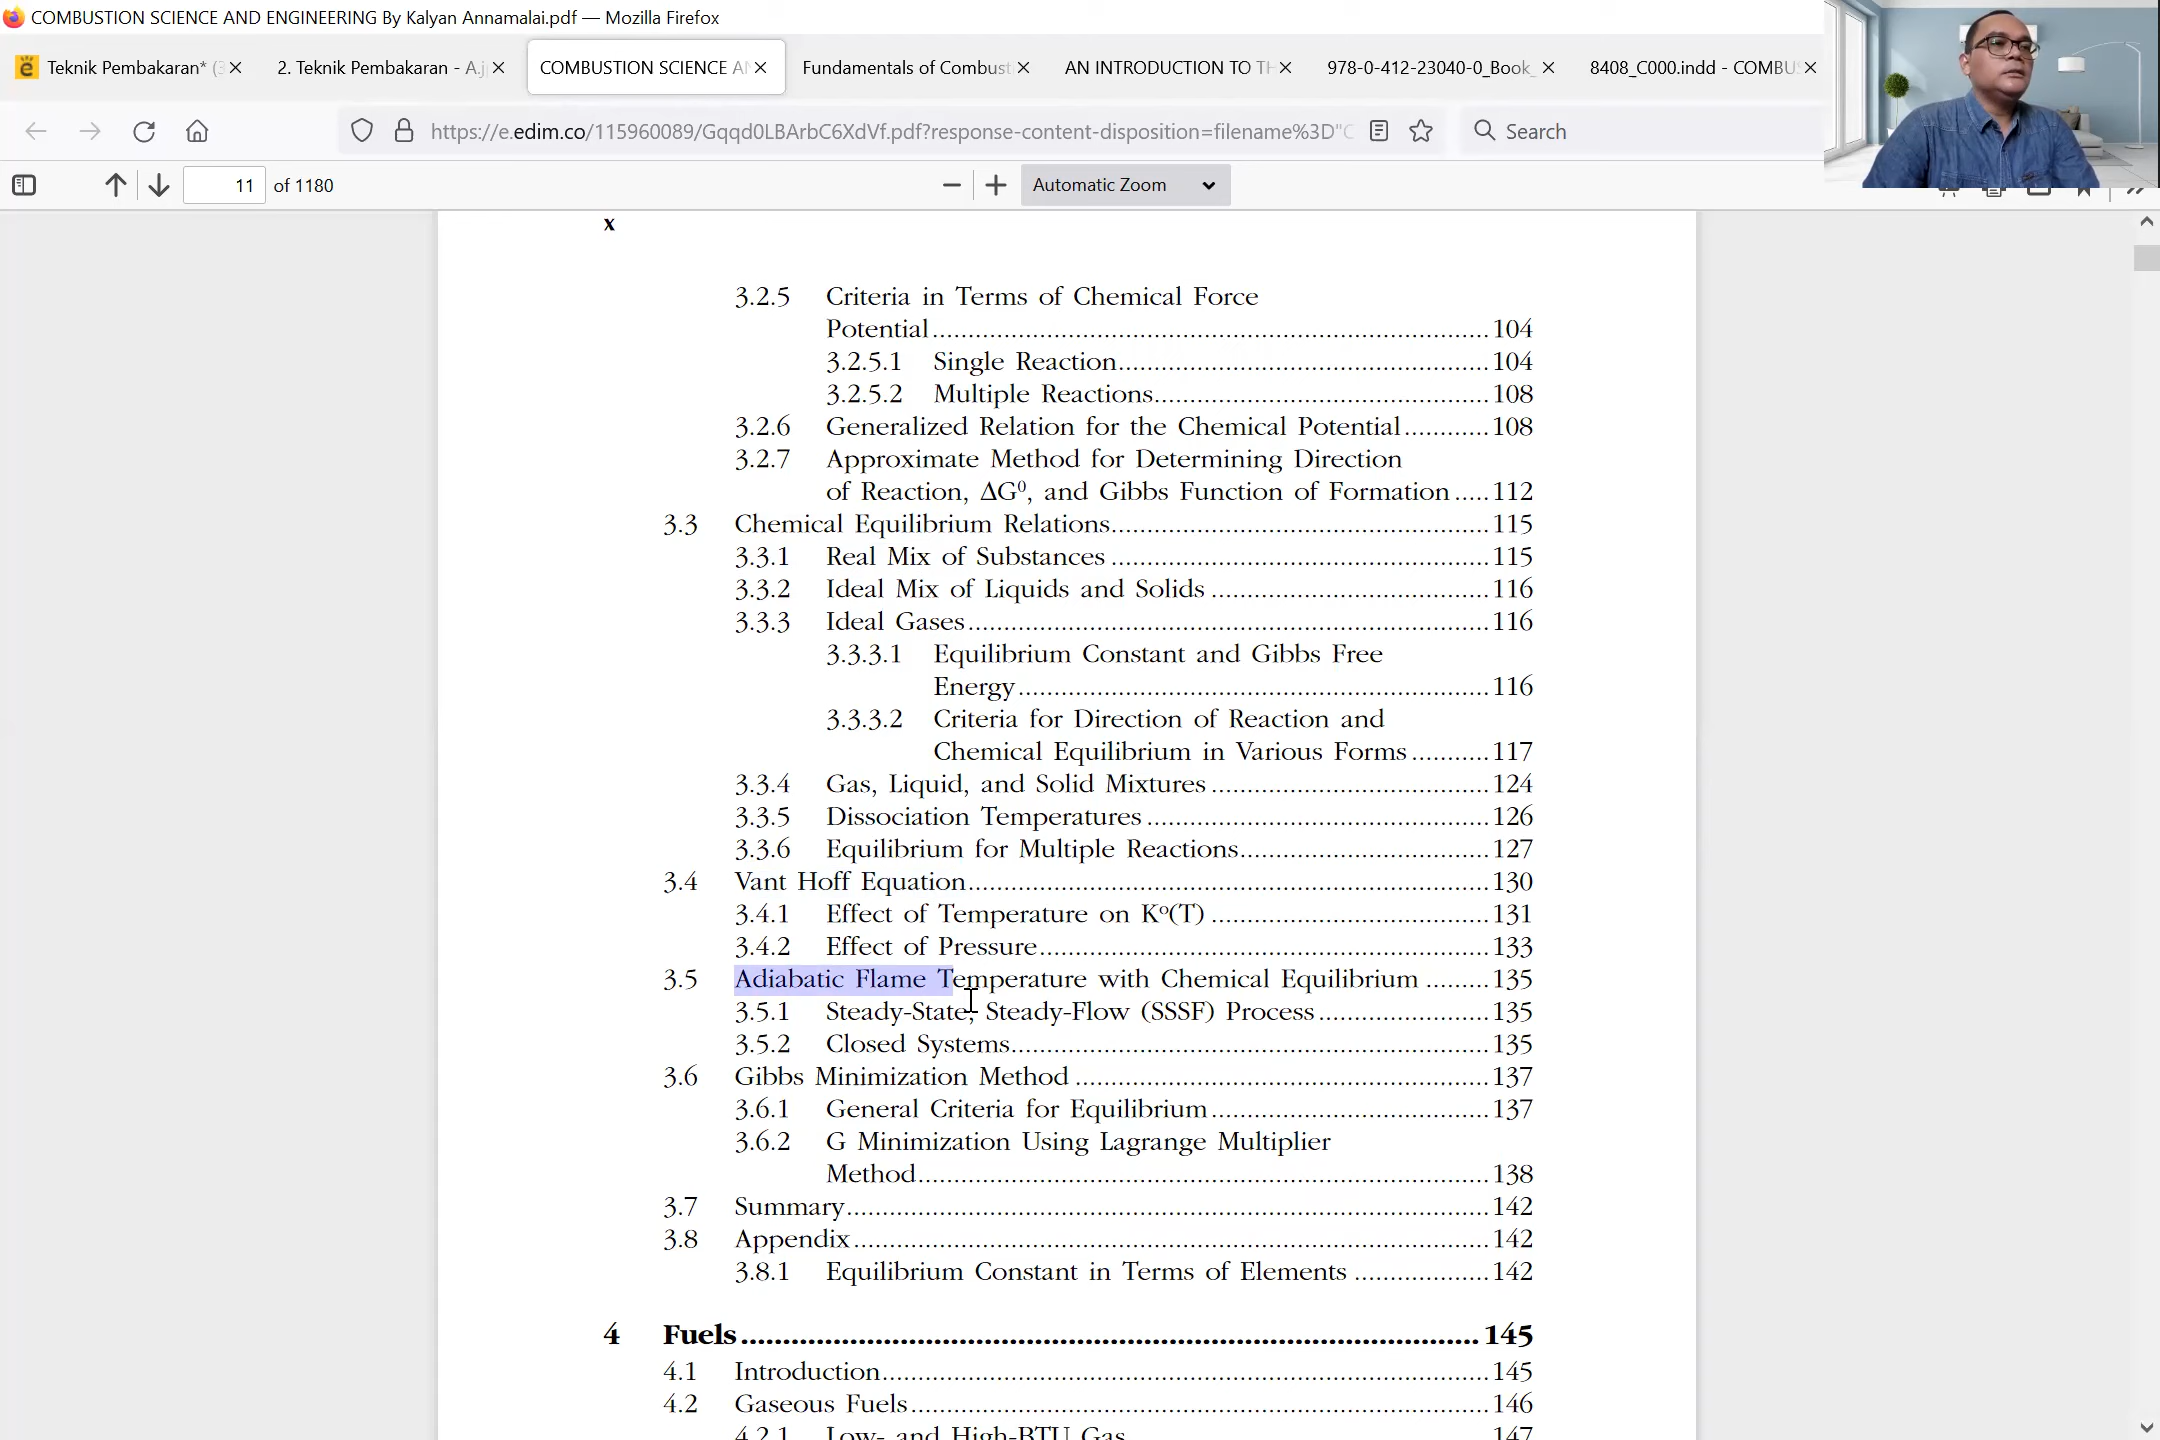 COMBUSTION SCIENCE AND ENGINEERING By Kalyan Annamalai.pdf — Mozilla Firefox
Teknik Pembakaran* (3
2. Teknik Pembakaran - A.j
COMBUSTION SCIENCE AN
Fundamentals of Combust
AN INTRODUCTION TO TH
978-0-412-23040-0_Book_
8408_C000.indd - COMBU
https://e.edim.co/115960089/Gqqd0LBArbC6XdVf.pdf?response-content-disposition=filename%3D"C
Search
11 of 1180
Automatic Zoom
x
3.2.5 Criteria in Terms of Chemical Force
Potential....................104
3.2.5.1 Single Reaction....................104
3.2.5.2 Multiple Reactions....................108
3.2.6 Generalized Relation for the Chemical Potential............108
3.2.7 Approximate Method for Determining Direction
of Reaction, ΔG⁰, and Gibbs Function of Formation.....112
3.3 Chemical Equilibrium Relations....................115
3.3.1 Real Mix of Substances....................115
3.3.2 Ideal Mix of Liquids and Solids....................116
3.3.3 Ideal Gases....................116
3.3.3.1 Equilibrium Constant and Gibbs Free
Energy....................116
3.3.3.2 Criteria for Direction of Reaction and
Chemical Equilibrium in Various Forms...........117
3.3.4 Gas, Liquid, and Solid Mixtures....................124
3.3.5 Dissociation Temperatures....................126
3.3.6 Equilibrium for Multiple Reactions....................127
3.4 Vant Hoff Equation....................130
3.4.1 Effect of Temperature on Kº(T)....................131
3.4.2 Effect of Pressure....................133
3.5 Adiabatic Flame Temperature with Chemical Equilibrium.........135
3.5.1 Steady-State, Steady-Flow (SSSF) Process....................135
3.5.2 Closed Systems....................135
3.6 Gibbs Minimization Method....................137
3.6.1 General Criteria for Equilibrium....................137
3.6.2 G Minimization Using Lagrange Multiplier
Method....................138
3.7 Summary....................142
3.8 Appendix....................142
3.8.1 Equilibrium Constant in Terms of Elements...................142
4 Fuels....................145
4.1 Introduction....................145
4.2 Gaseous Fuels....................146
4.2.1 Low- and High-BTU Gas....................147